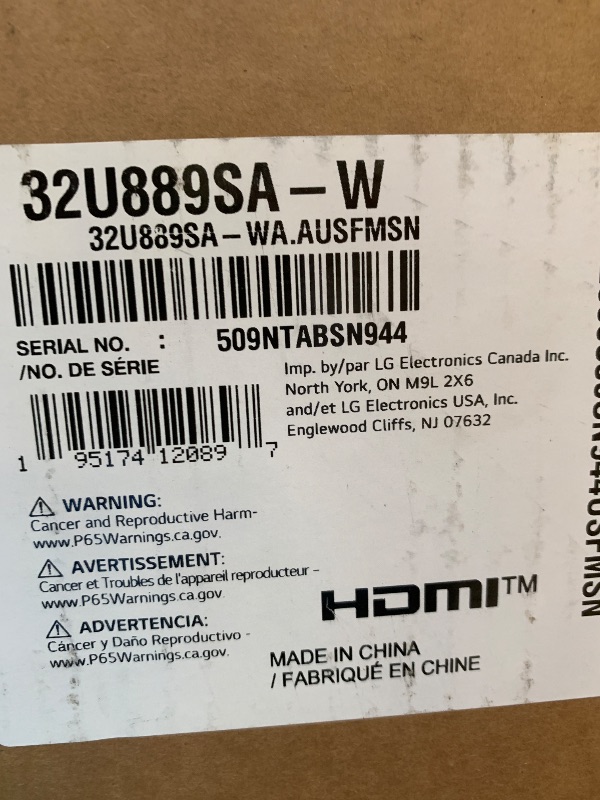 32U889SA-W
32U889SA-WA.AUSFMSN
SERIAL NO. : 509NTABSN944
/NO. DE SÉRIE
Imp. by/par LG Electronics Canada Inc.
North York, ON M9L 2X6
and/et LG Electronics USA, Inc.
Englewood Cliffs, NJ 07632
1 95174 12089 7
WARNING:
Cancer and Reproductive Harm-
www.P65Warnings.ca.gov.
AVERTISSEMENT:
Cancer et Troubles de l'appareil reproducteur -
www.P65Warnings.ca.gov
ADVERTENCIA:
Cáncer y Daño Reproductivo -
www.P65Warnings.ca.gov.
HDMI™
MADE IN CHINA
/ FABRIQUÉ EN CHINE